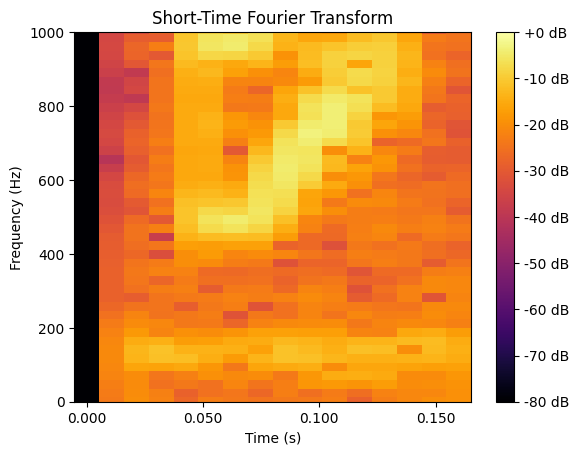 Short-Time Fourier Transform
1000
800
600
400
200
0
Frequency (Hz)
0.000
0.050
0.100
0.150
Time (s)
+0 dB
-10 dB
-20 dB
-30 dB
-40 dB
-50 dB
-60 dB
-70 dB
-80 dB